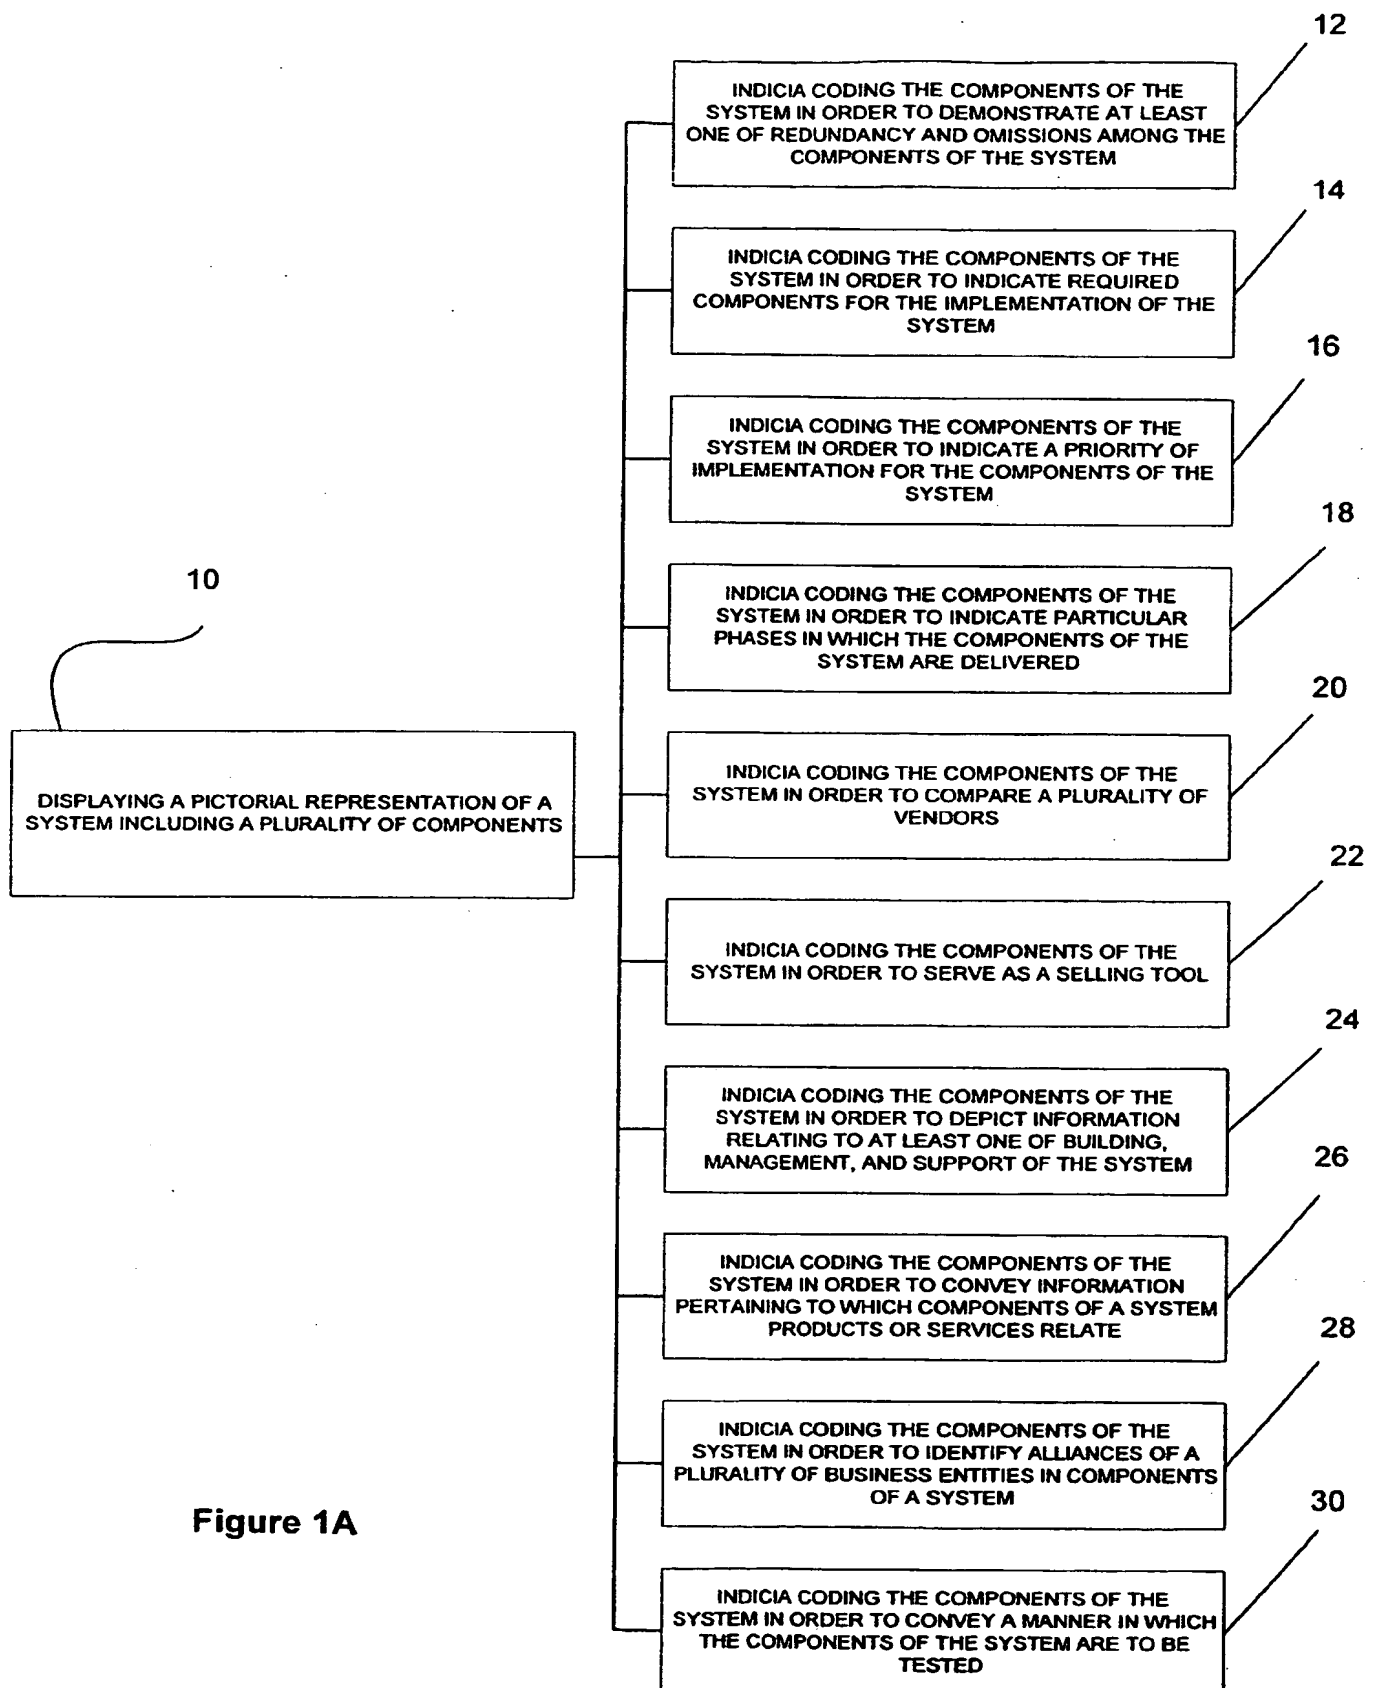 12
INDICIA CODING THE COMPONENTS OF THE
SYSTEM IN ORDER TO DEMONSTRATE AT LEAST
ONE OF REDUNDANCY AND OMISSIONS AMONG THE
COMPONENTS OF THE SYSTEM
14
INDICIA CODING THE COMPONENTS OF THE
SYSTEM IN ORDER TO INDICATE REQUIRED
COMPONENTS FOR THE IMPLEMENTATION OF THE
SYSTEM
16
INDICIA CODING THE COMPONENTS OF THE
SYSTEM IN ORDER TO INDICATE A PRIORITY OF
IMPLEMENTATION FOR THE COMPONENTS OF THE
SYSTEM
18
INDICIA CODING THE COMPONENTS OF THE
SYSTEM IN ORDER TO INDICATE PARTICULAR
PHASES IN WHICH THE COMPONENTS OF THE
SYSTEM ARE DELIVERED
10
DISPLAYING A PICTORIAL REPRESENTATION OF A
SYSTEM INCLUDING A PLURALITY OF COMPONENTS
20
INDICIA CODING THE COMPONENTS OF THE
SYSTEM IN ORDER TO COMPARE A PLURALITY OF
VENDORS
22
INDICIA CODING THE COMPONENTS OF THE
SYSTEM IN ORDER TO SERVE AS A SELLING TOOL
24
INDICIA CODING THE COMPONENTS OF THE
SYSTEM IN ORDER TO DEPICT INFORMATION
RELATING TO AT LEAST ONE OF BUILDING,
MANAGEMENT, AND SUPPORT OF THE SYSTEM
26
INDICIA CODING THE COMPONENTS OF THE
SYSTEM IN ORDER TO CONVEY INFORMATION
PERTAINING TO WHICH COMPONENTS OF A SYSTEM
PRODUCTS OR SERVICES RELATE
28
INDICIA CODING THE COMPONENTS OF THE
SYSTEM IN ORDER TO IDENTIFY ALLIANCES OF A
PLURALITY OF BUSINESS ENTITIES IN COMPONENTS
OF A SYSTEM
30
INDICIA CODING THE COMPONENTS OF THE
SYSTEM IN ORDER TO CONVEY A MANNER IN WHICH
THE COMPONENTS OF THE SYSTEM ARE TO BE
TESTED
Figure 1A